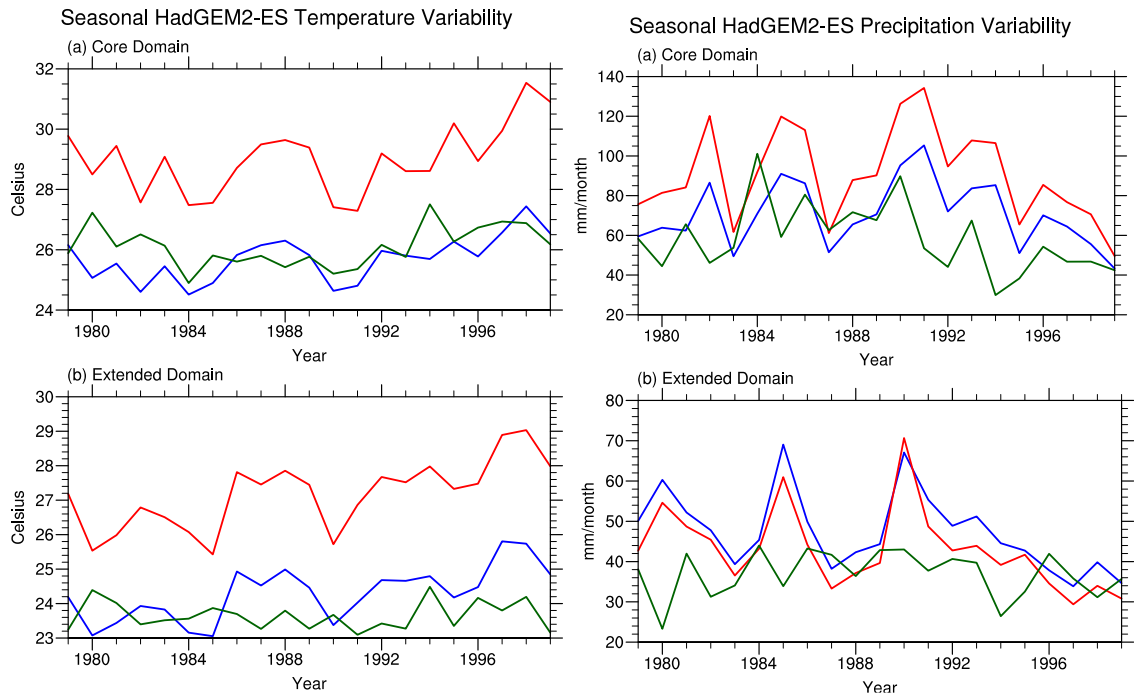 Seasonal HadGEM2-ES Temperature Variability
(a) Core Domain
32
30
28
26
24
Celsius
1980 1984 1988 1992 1996
Year
(b) Extended Domain
30
29
28
27
26
25
24
23
Celsius
1980 1984 1988 1992 1996
Year
Seasonal HadGEM2-ES Precipitation Variability
(a) Core Domain
140
120
100
80
60
40
20
mm/month
1980 1984 1988 1992 1996
Year
(b) Extended Domain
80
70
60
50
40
30
20
mm/month
1980 1984 1988 1992 1996
Year